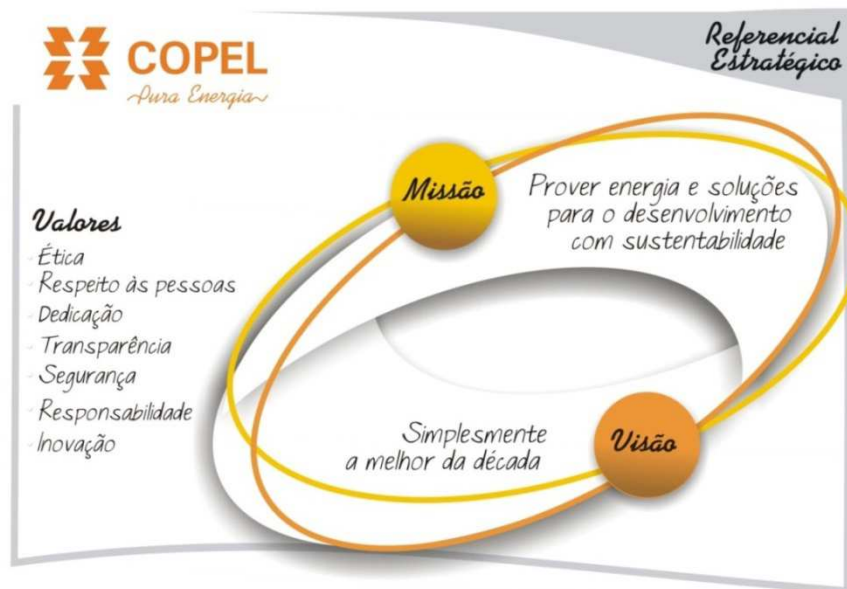 COPEL
Pura Energia
Referencial
Estratégico
Missão
Prover energia e soluções
para o desenvolvimento
com sustentabilidade
Valores
- Ética
- Respeito às pessoas
- Dedicação
- Transparência
- Segurança
- Responsabilidade
- Inovação
Simplesmente
a melhor da década
Visão